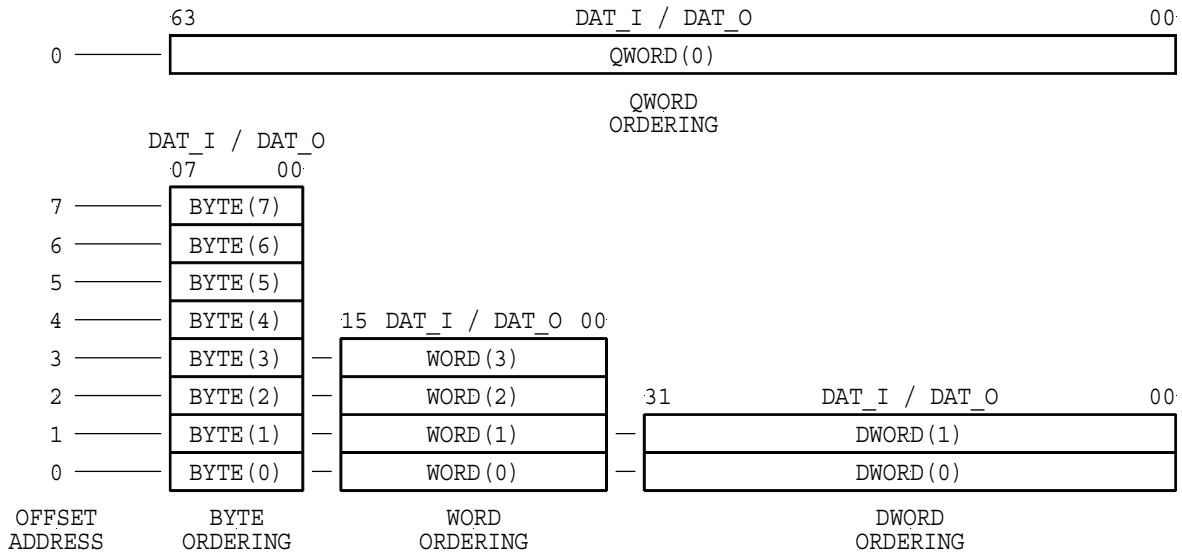 63 DAT_I / DAT_O 00
0 QWORD(0)
QWORD
ORDERING
DAT_I / DAT_O
07 00
7 BYTE(7)
6 BYTE(6)
5 BYTE(5)
4 BYTE(4) 15 DAT_I / DAT_O 00
3 BYTE(3) WORD(3)
2 BYTE(2) WORD(2) 31 DAT_I / DAT_O 00
1 BYTE(1) WORD(1) DWORD(1)
0 BYTE(0) WORD(0) DWORD(0)
OFFSET BYTE WORD DWORD
ADDRESS ORDERING ORDERING ORDERING